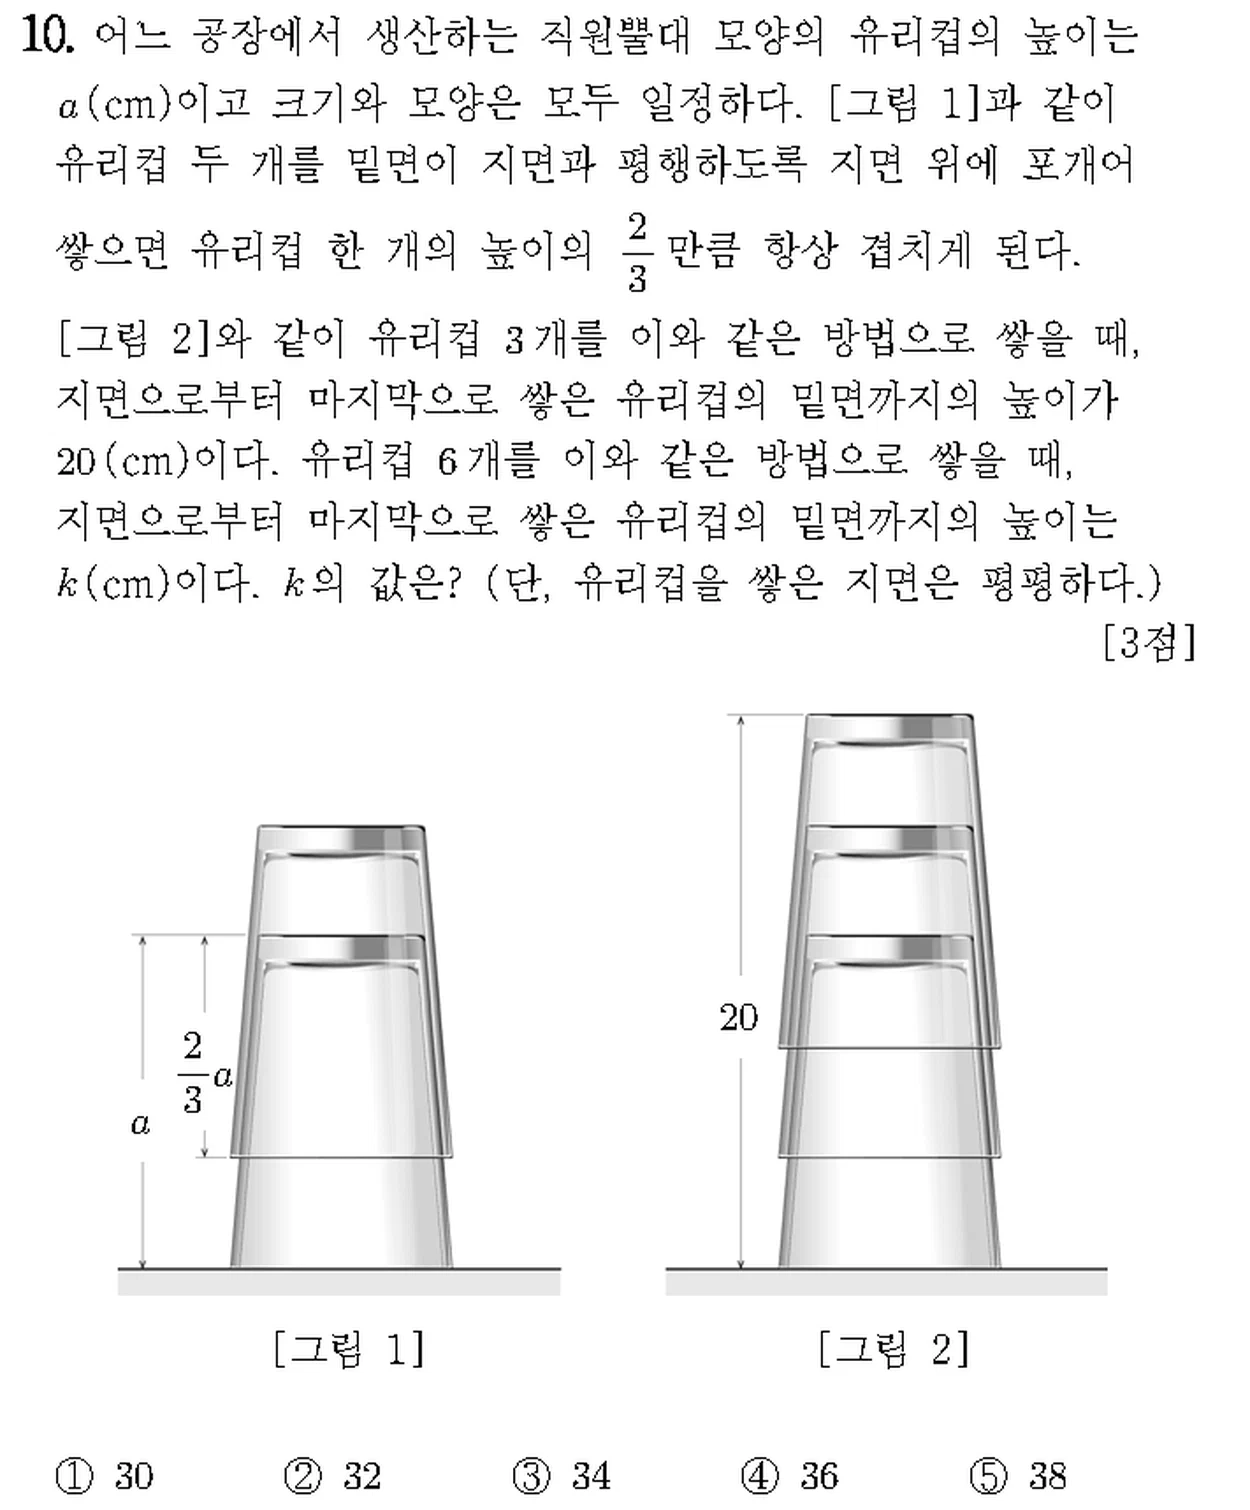 10. 어느 공장에서 생산하는 직원뿔대 모양의 유리컵의 높이는
a(cm)이고 크기와 모양은 모두 일정하다. [그림 1]과 같이
유리컵 두 개를 밑면이 지면과 평행하도록 지면 위에 포개어
쌓으면 유리컵 한 개의 높이의 2/3 만큼 항상 겹치게 된다.
[그림 2]와 같이 유리컵 3개를 이와 같은 방법으로 쌓을 때,
지면으로부터 마지막으로 쌓은 유리컵의 밑면까지의 높이가
20(cm)이다. 유리컵 6개를 이와 같은 방법으로 쌓을 때,
지면으로부터 마지막으로 쌓은 유리컵의 밑면까지의 높이는
k(cm)이다. k의 값은? (단, 유리컵을 쌓은 지면은 평평하다.)
[3점]
a
2/3 a
20
[그림 1]
[그림 2]
① 30 ② 32 ③ 34 ④ 36 ⑤ 38